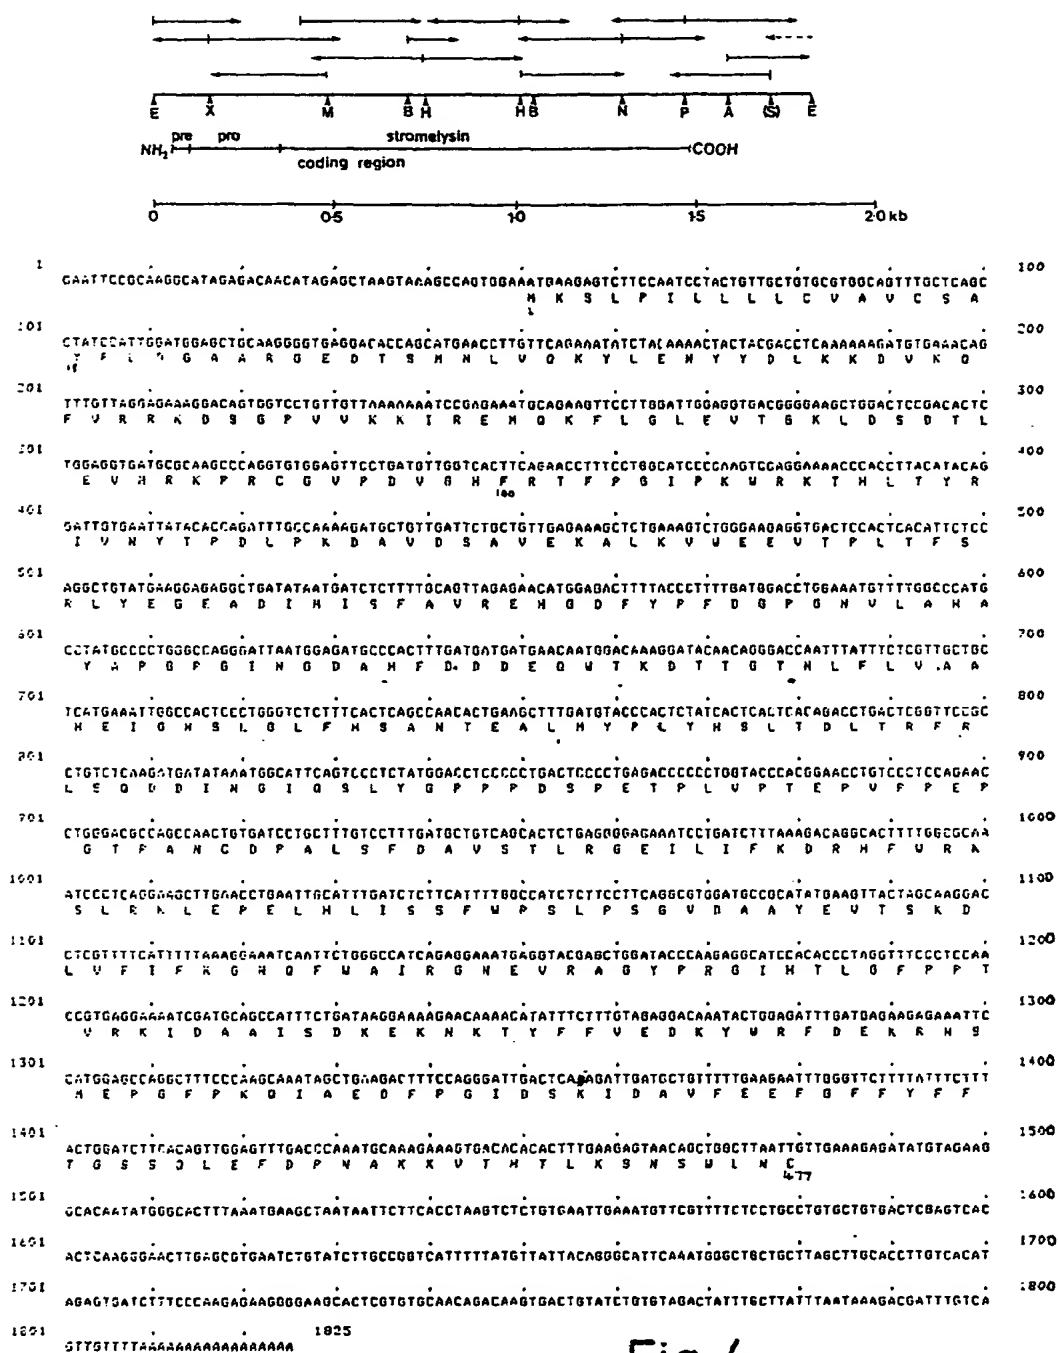 E X M B H H B N P A (S) E
pre pro stromelysin
NH2 COOH
coding region
0 0·5 1·0 1·5 2·0 kb
1 GAATTCCGCAAGGCATAGAGACAACATAGAGCTAAGTAAAGCCAGTGGAAATGAAGAGTCTTCCAATCCTACTGTTGCTGTGCGTGGCAGTTTGCTCAGC 100
M K S L P I L L L L C V A V C S A
1
101 CTATCCATTGGATGGAGCTGCAAGGGGTGAGGACACCAGCATGAACCTTGTTCAGAAATATCTACAAAACTACTACGACCTCAAAAAAGATGTGAAACAG 200
Y P L D G A A R G E D T S M N L V Q K Y L E N Y Y D L K K D V K Q
201 TTTGTTAGGAGAAAGGACAGTGGTCCTGTTGTTAAAAAAATCCGAGAAATGCAGAAGTTCCTTGGATTGGAGGTGACGGGGAAGCTGGACTCCGACACTC 300
F V R R K D S G P V V K K I R E M Q K F L G L E V T G K L D S D T L
301 TGGAGGTGATGCGCAAGCCCAGGTGTGGAGTTCCTGATGTTGGTCACTTCAGAACCTTTCCTGGCATCCCGAAGTGGAGGAAAACCCACCTTACATACAG 400
E V M R K P R C G V P D V G H F R T F P G I P K W R K T H L T Y R
100
401 GATTGTGAATTATACACCAGATTTGCCAAAAGATGCTGTTGATTCTGCTGTTGAGAAAGCTCTGAAAGTCTGGGAAGAGGTGACTCCACTCACATTCTCC 500
I V N Y T P D L P K D A V D S A V E K A L K V W E E V T P L T F S
501 AGGCTGTATGAAGGAGAGGCTGATATAATGATCTCTTTTGCAGTTAGAGAACATGGAGACTTTTACCCTTTTGATGGACCTGGAAATGTTTTGGCCCATG 600
R L Y E G E A D I M I S F A V R E H G D F Y P F D G P G N V L A H A
601 CCTATGCCCCTGGGCCAGGGATTAATGGAGATGCCCACTTTGATGATGATGAACAATGGACAAAGGATACAACAGGGACCAATTTATTTCTCGTTGCTGC 700
Y A P G P G I N G D A H F D D D E Q W T K D T T G T N L F L V A A
701 TCATGAAATTGGCCACTCCCTGGGTCTCTTTCACTCAGCCAACACTGAAGCTTTGATGTACCCACTCTATCACTCACTCACAGACCTGACTCGGTTCCGC 800
H E I G H S L G L F H S A N T E A L M Y P L Y H S L T D L T R F R
801 CTGTCTCAAGATGATATAAATGGCATTCAGTCCCTCTATGGACCTCCCCCTGACTCCCCTGAGACCCCCCTGGTACCCACGGAACCTGTCCCTCCAGAAC 900
L S Q D D I N G I Q S L Y G P P P D S P E T P L V P T E P V P P E P
901 CTGGGACGCCAGCCAACTGTGATCCTGCTTTGTCCTTTGATGCTGTCAGCACTCTGAGGGGAGAAATCCTGATCTTTAAAGACAGGCACTTTTGGCGCAA 1000
G T P A N C D P A L S F D A V S T L R G E I L I F K D R H F W R K
1001 ATCCCTCAGGAAGCTTGAACCTGAATTGCATTTGATCTCTTCATTTTGGCCATCTCTTCCTTCAGGCGTGGATGCCGCATATGAAGTTACTAGCAAGGAC 1100
S L R K L E P E L H L I S S F W P S L P S G V D A A Y E V T S K D
1101 CTCGTTTTCATTTTTAAAGGAAATCAATTCTGGGCCATCAGAGGAAATGAGGTACGAGCTGGATACCCAAGAGGCATCCACACCCTAGGTTTCCCTCCAA 1200
L V F I F K G N Q F W A I R G N E V R A G Y P R G I H T L G F P P T
1201 CCGTGAGGAAAATCGATGCAGCCATTTCTGATAAGGAAAAGAACAAAACATATTTCTTTGTAGAGGACAAATACTGGAGATTTGATGAGAAGAGAAATTC 1300
V R K I D A A I S D K E K N K T Y F F V E D K Y W R F D E K R N S
1301 CATGGAGCCAGGCTTTCCCAAGCAAATAGCTGAAGACTTTCCAGGGATTGACTCAAAGATTGATGCTGTTTTTGAAGAATTTGGGTTCTTTTATTTCTTT 1400
M E P G F P K Q I A E D F P G I D S K I D A V F E E F G F F Y F F
1401 ACTGGATCTTCACAGTTGGAGTTTGACCCAAATGCAAAGAAAGTGACACACACTTTGAAGAGTAACAGCTGGCTTAATTGTTGAAAGAGATATGTAGAAG 1500
T G S S Q L E F D P N A K K V T H T L K S N S W L N C
477
1501 GCACAATATGGGCACTTTAAATGAAGCTAATAATTCTTCACCTAAGTCTCTGTGAATTGAAATGTTCGTTTTCTCCTGCCTGTGCTGTGACTCGAGTCAC 1600
1601 ACTCAAGGGAACTTGAGCGTGAATCTGTATCTTGCCGGTCATTTTTATGTTATTACAGGGCATTCAAATGGGCTGCTGCTTAGCTTGCACCTTGTCACAT 1700
1701 AGAGTGATCTTTCCCAAGAGAAGGGGAAGCACTCGTGTGCAACAGACAAGTGACTGTATCTGTGTAGACTATTTGCTTATTTAATAAAGACGATTTGTCA 1800
1801 GTTGTTTTAAAAAAAAAAAAAAAAA 1825